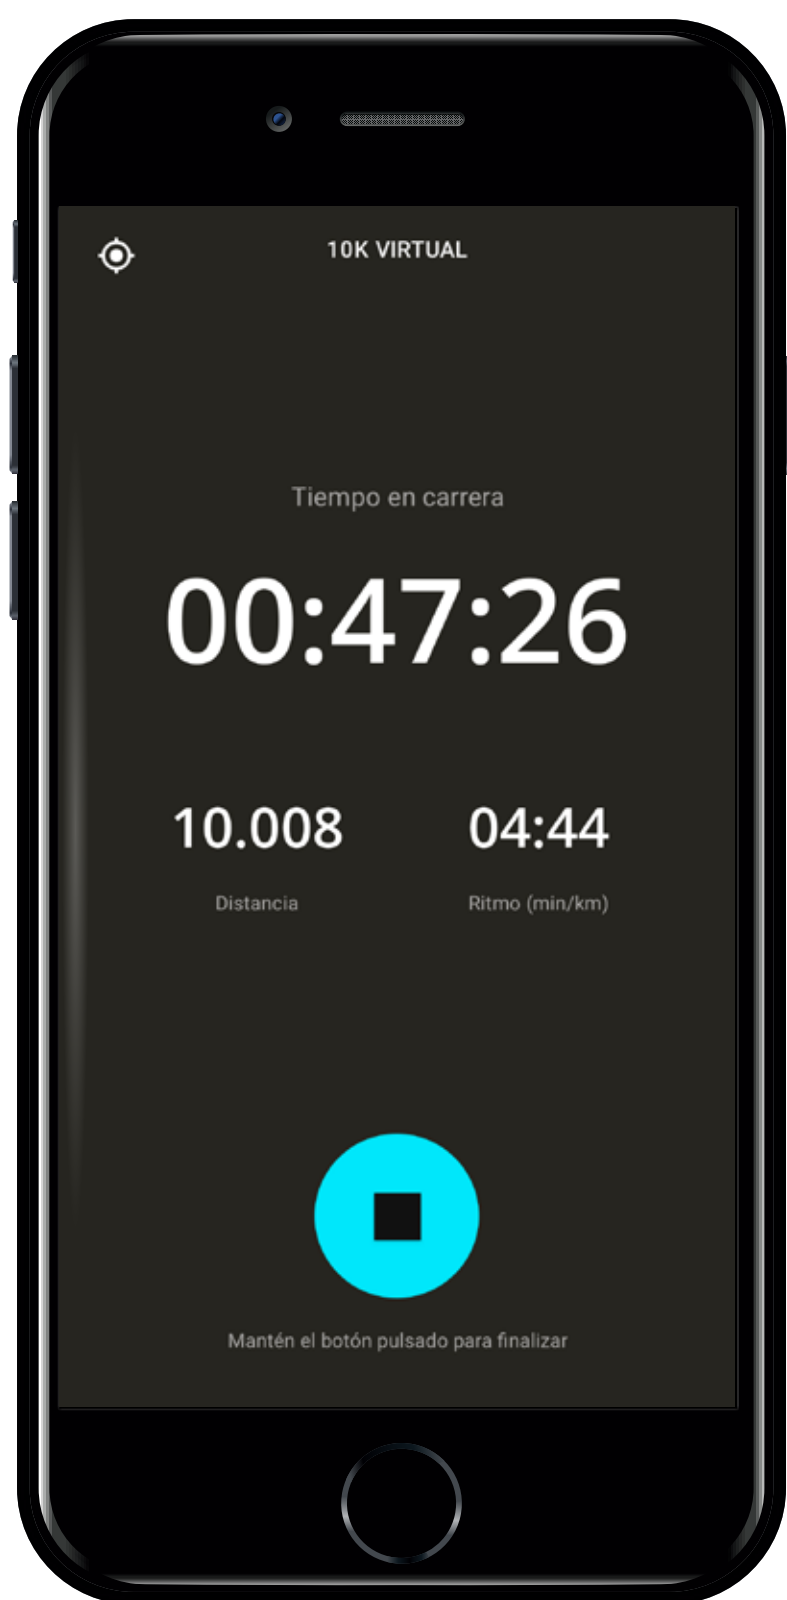 10K VIRTUAL
Tiempo en carrera
00:47:26
10.008 04:44
Distancia Ritmo (min/km)
Mantén el botón pulsado para finalizar